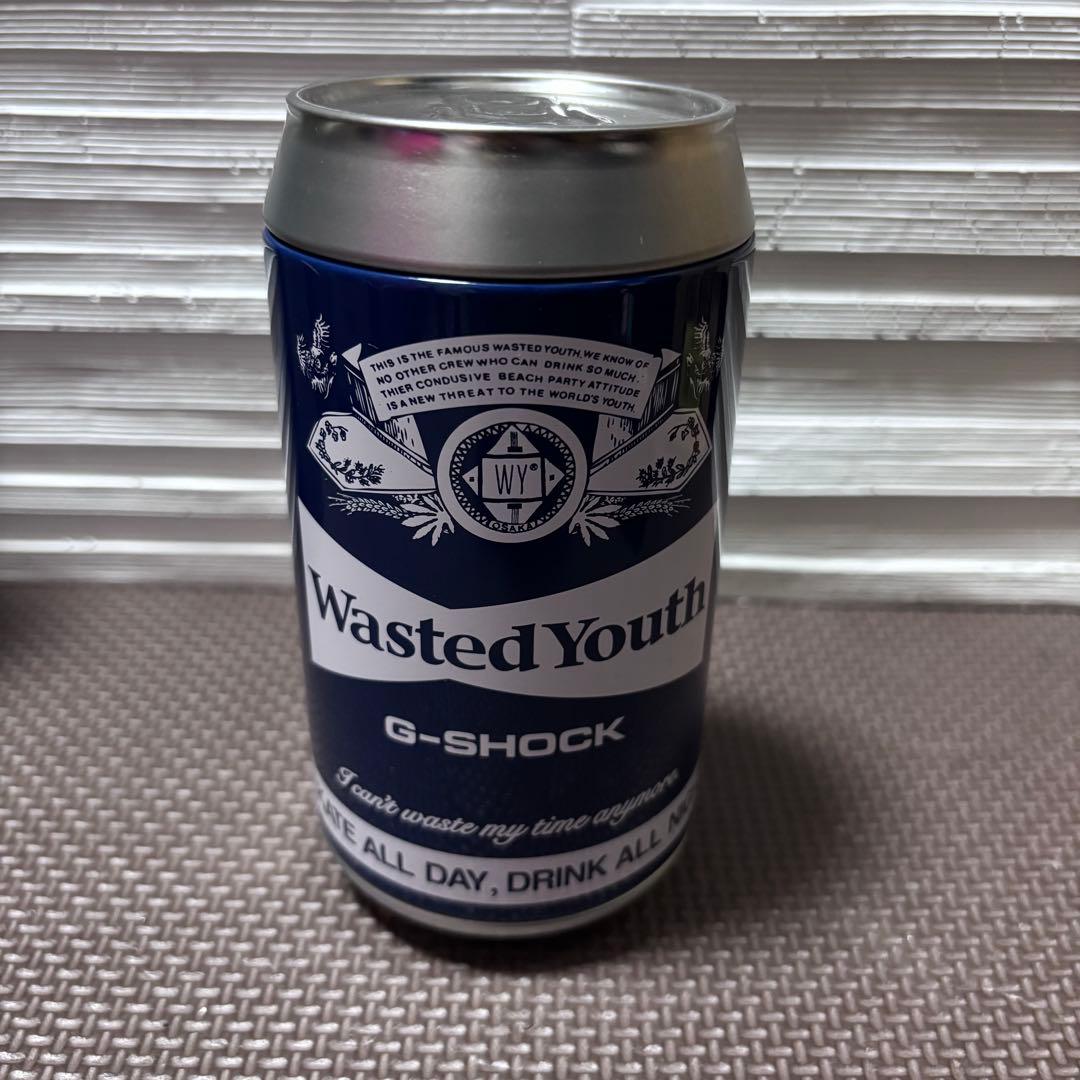 THIS IS THE FAMOUS WASTED YOUTH. WE KNOW OF
NO OTHER CREW WHO CAN DRINK SO MUCH.
THIER CONDUSIVE BEACH PARTY ATTITUDE
IS A NEW THREAT TO THE WORLD'S YOUTH.
WY®
OSAKA
Wasted Youth
G-SHOCK
I can't waste my time anymore.
ATE ALL DAY, DRINK ALL N